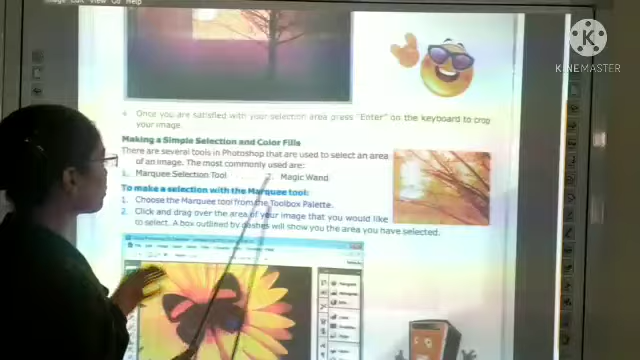 Image View Go Help
KINEMASTER
4. Once you are satisfied with your selection area press "Enter" on the keyboard to crop
your image.
Making a Simple Selection and Color Fills
There are several tools in Photoshop that are used to select an area
of an image. The most commonly used are:
1. Marquee Selection Tool 2. Magic Wand
To make a selection with the Marquee tool:
1. Choose the Marquee tool from the Toolbox Palette.
2. Click and drag over the area of your image that you would like
to select. A box outlined by dashes will show you the area you have selected.